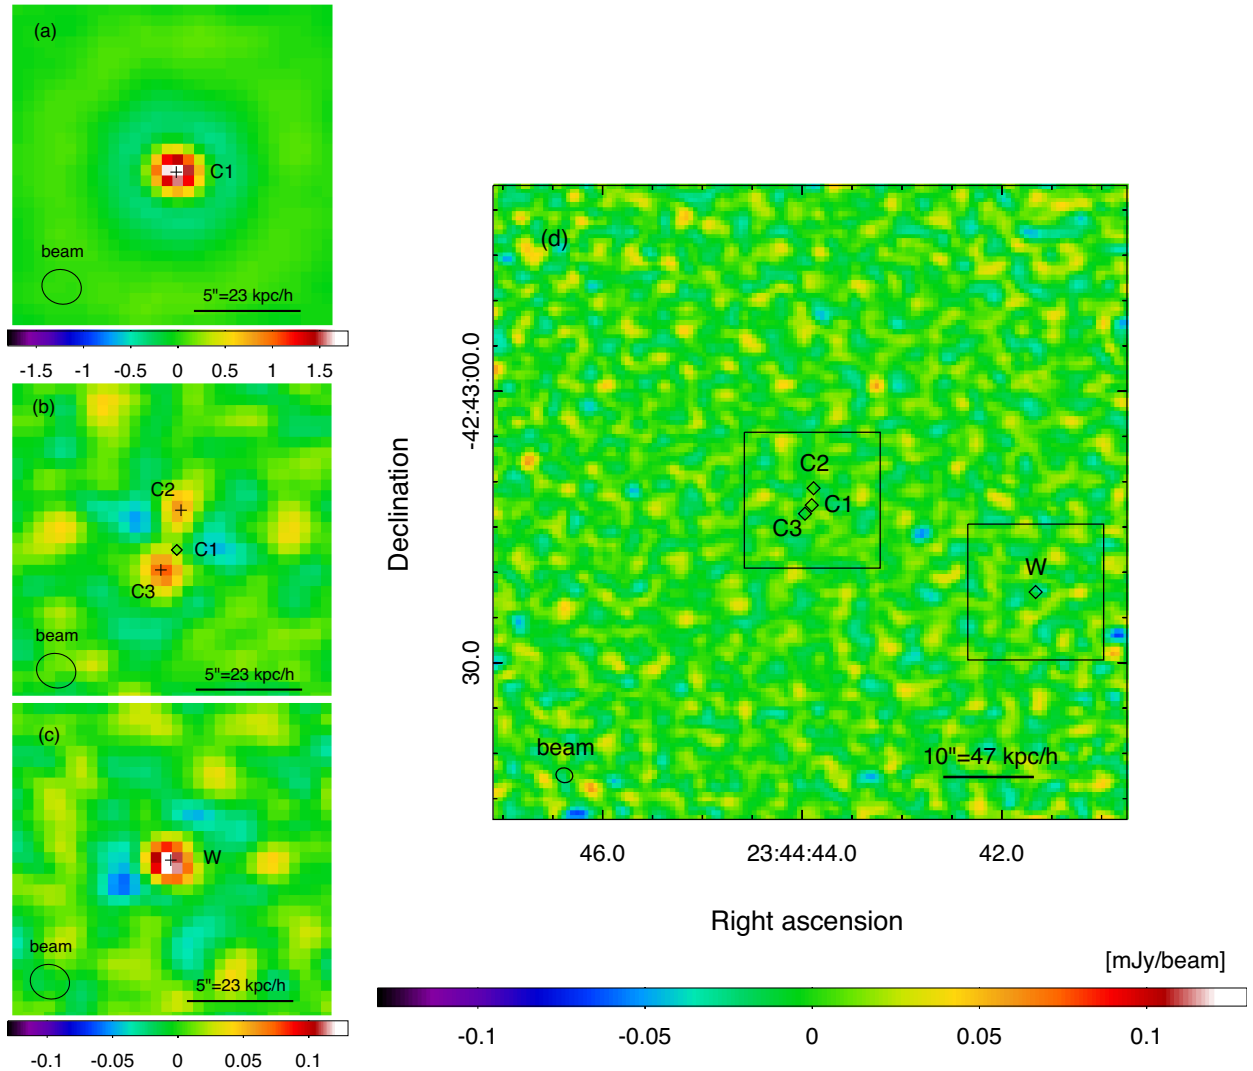 (a)
C1
beam
5"=23 kpc/h
-1.5 -1 -0.5 0 0.5 1 1.5
(b)
C2
C1
C3
beam
5"=23 kpc/h
(c)
W
beam
5"=23 kpc/h
-0.1 -0.05 0 0.05 0.1
(d)
C2
C1
C3
W
beam
10"=47 kpc/h
Declination
-42:43:00.0
30.0
46.0 23:44:44.0 42.0
Right ascension
[mJy/beam]
-0.1 -0.05 0 0.05 0.1